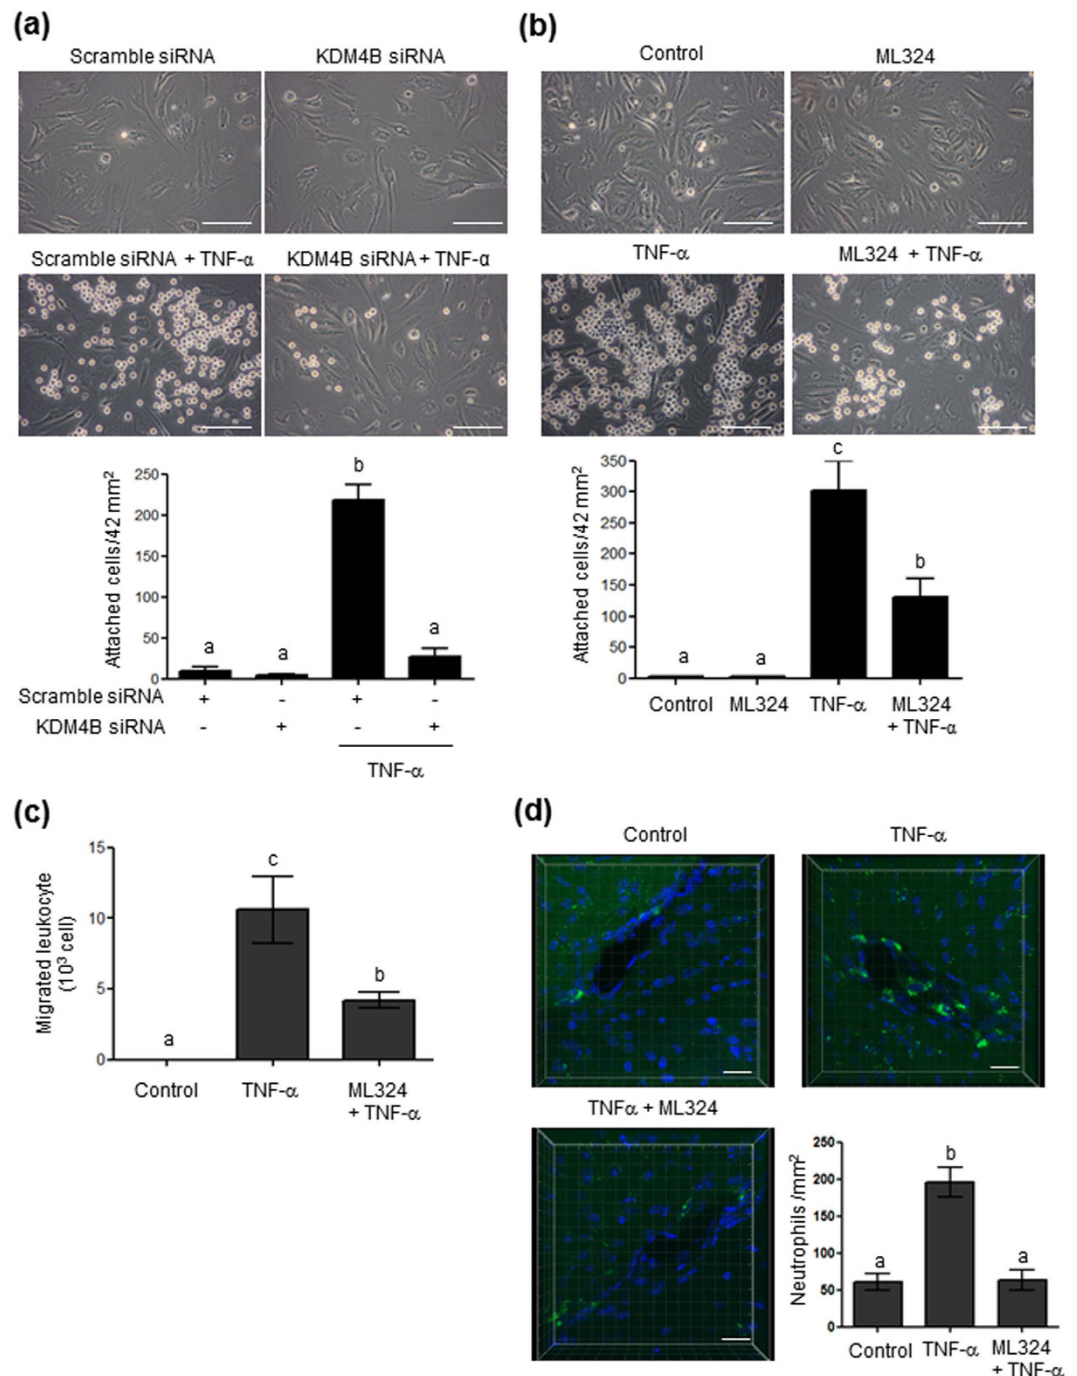 (a)
Scramble siRNA KDM4B siRNA
Scramble siRNA + TNF-α KDM4B siRNA + TNF-α
Attached cells/42 mm²
250
200
150
100
50
0
a a b a
Scramble siRNA + - + -
KDM4B siRNA - + - +
TNF-α
(b)
Control ML324
TNF-α ML324 + TNF-α
Attached cells/42 mm²
350
300
250
200
150
100
50
0
a a c b
Control ML324 TNF-α ML324
+ TNF-α
(c)
Migrated leukocyte
(10³ cell)
15
10
5
0
a c b
Control TNF-α ML324
+ TNF-α
(d)
Control TNF-α
TNFα + ML324
Neutrophils /mm²
250
200
150
100
50
0
a b a
Control TNF-α ML324
+ TNF-α